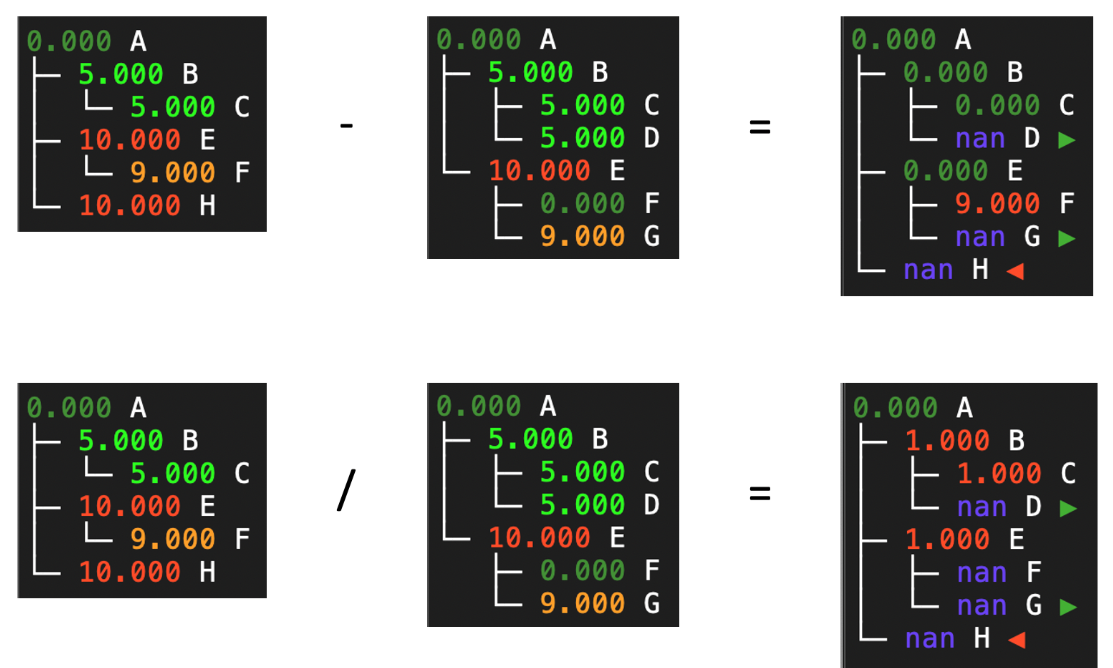 0.000 A
├─ 5.000 B
│  └─ 5.000 C
├─ 10.000 E
│  └─ 9.000 F
└─ 10.000 H
-
0.000 A
├─ 5.000 B
│  ├─ 5.000 C
│  └─ 5.000 D
└─ 10.000 E
   ├─ 0.000 F
   └─ 9.000 G
=
0.000 A
├─ 0.000 B
│  ├─ 0.000 C
│  └─ nan D ▶
├─ 0.000 E
│  ├─ 9.000 F
│  └─ nan G ▶
└─ nan H ◀
0.000 A
├─ 5.000 B
│  └─ 5.000 C
├─ 10.000 E
│  └─ 9.000 F
└─ 10.000 H
/
0.000 A
├─ 5.000 B
│  ├─ 5.000 C
│  └─ 5.000 D
└─ 10.000 E
   ├─ 0.000 F
   └─ 9.000 G
=
0.000 A
├─ 1.000 B
│  ├─ 1.000 C
│  └─ nan D ▶
├─ 1.000 E
│  ├─ nan F
│  └─ nan G ▶
└─ nan H ◀